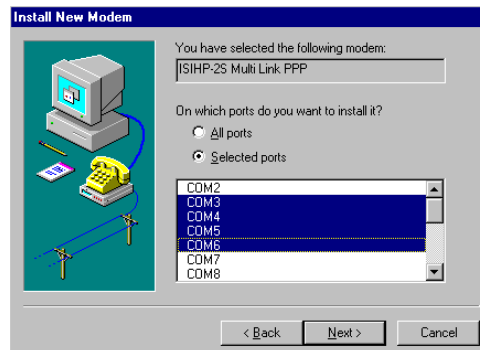 Install New Modem
You have selected the following modem:
ISIHP-2S Multi Link PPP
On which ports do you want to install it?
All ports
Selected ports
COM2
COM3
COM4
COM5
COM6
COM7
COM8
< Back
Next >
Cancel